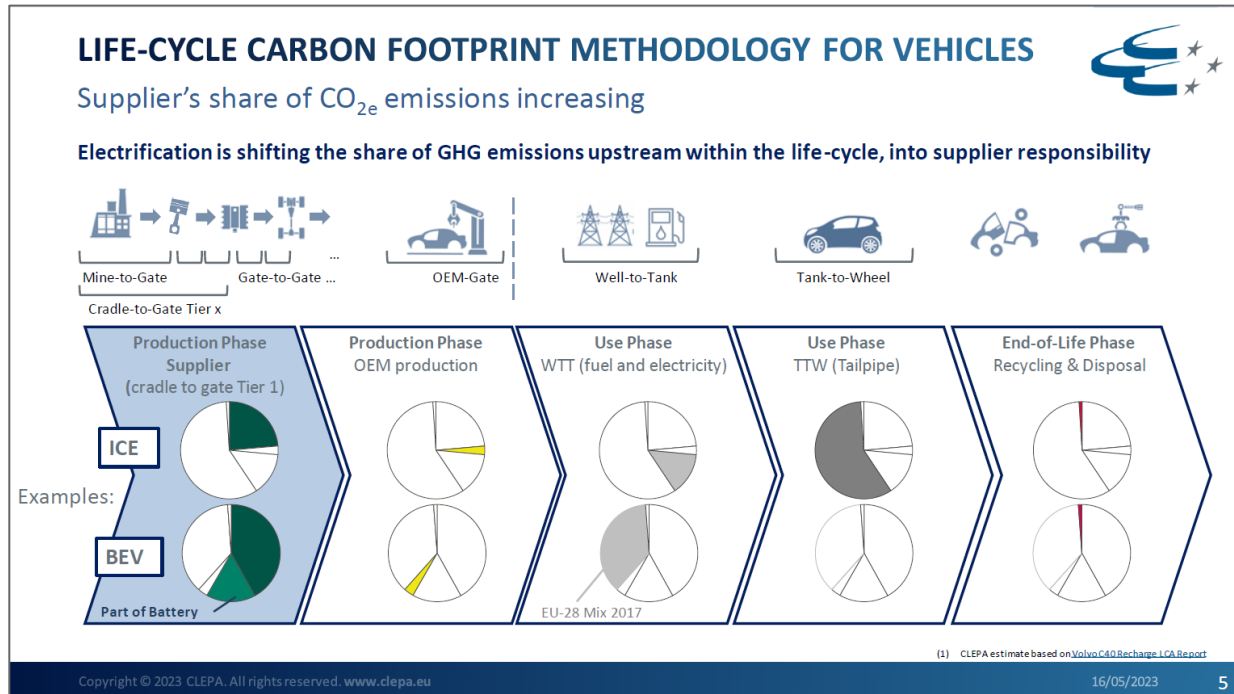 LIFE-CYCLE CARBON FOOTPRINT METHODOLOGY FOR VEHICLES
Supplier's share of CO2e emissions increasing
Electrification is shifting the share of GHG emissions upstream within the life-cycle, into supplier responsibility
...
Mine-to-Gate
Gate-to-Gate ...
OEM-Gate
Well-to-Tank
Tank-to-Wheel
Cradle-to-Gate Tier x
Production Phase
Supplier
(cradle to gate Tier 1)
Production Phase
OEM production
Use Phase
WTT (fuel and electricity)
Use Phase
TTW (Tailpipe)
End-of-Life Phase
Recycling & Disposal
ICE
Examples:
BEV
Part of Battery
EU-28 Mix 2017
(1) CLEPA estimate based on Volvo C40 Recharge LCA Report
Copyright © 2023 CLEPA. All rights reserved. www.clepa.eu
16/05/2023
5